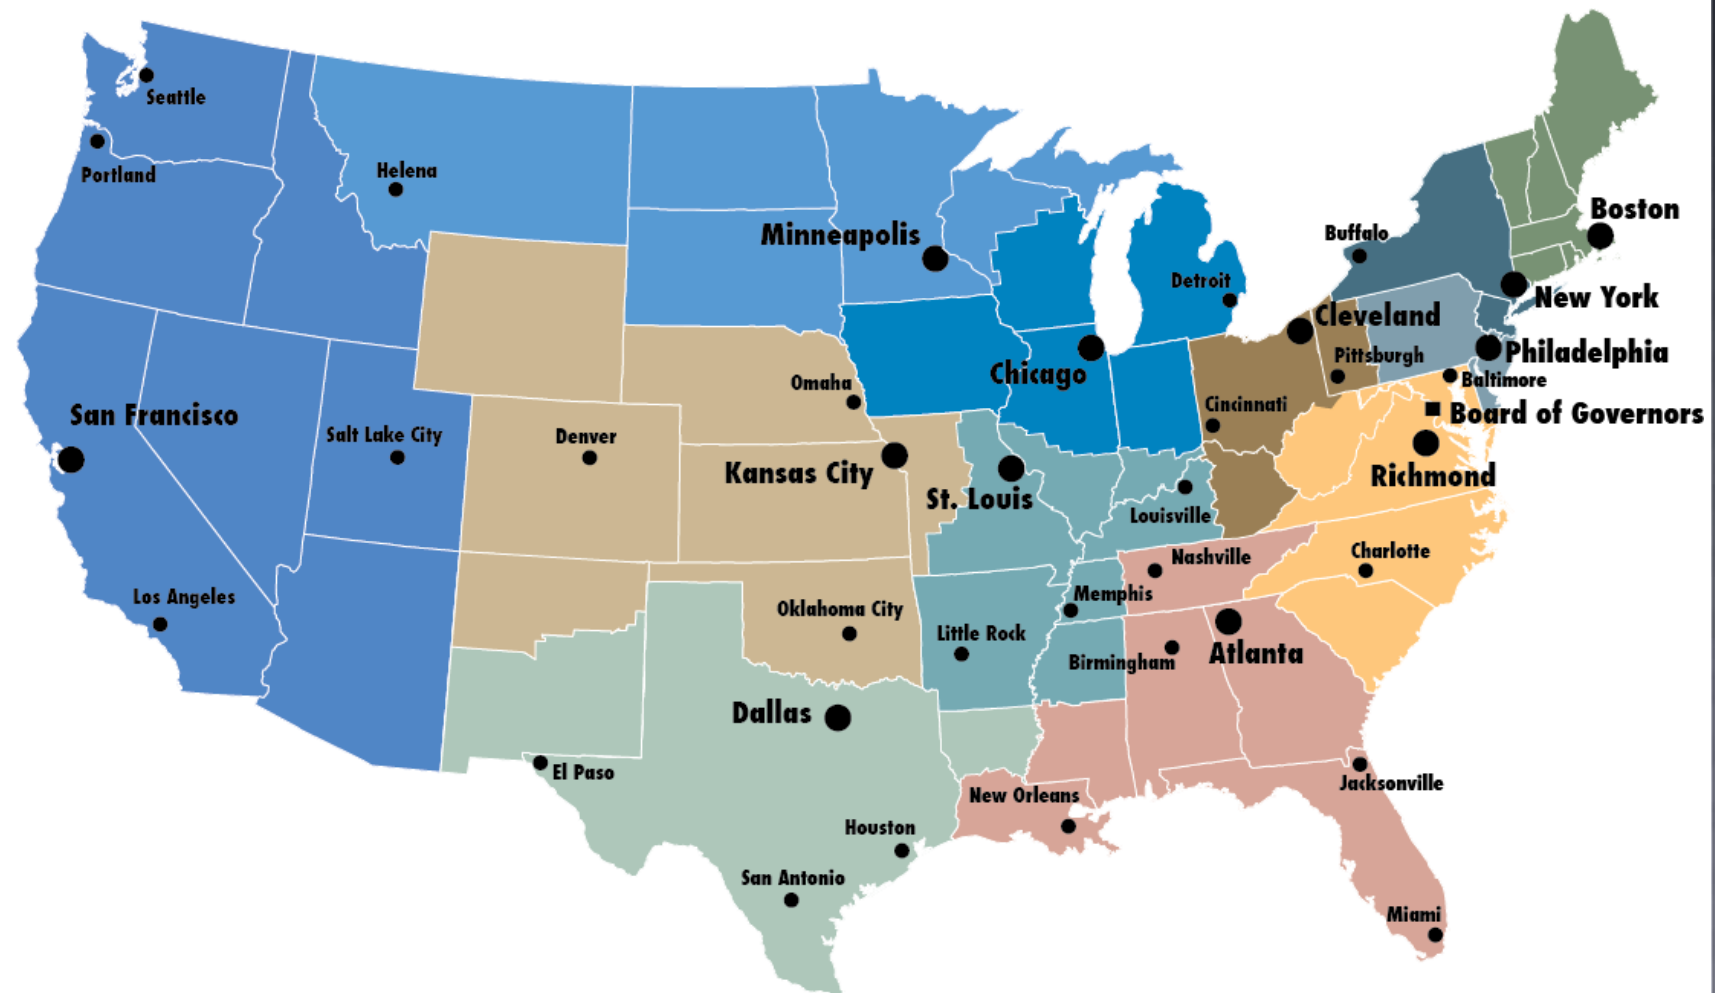 Seattle
Portland
Helena
Minneapolis
Boston
Buffalo
Detroit
New York
Cleveland
Philadelphia
Pittsburgh
Chicago
Baltimore
Omaha
Cincinnati
Board of Governors
San Francisco
Salt Lake City
Denver
Kansas City
Richmond
St. Louis
Louisville
Nashville
Charlotte
Los Angeles
Memphis
Oklahoma City
Little Rock
Birmingham
Atlanta
Dallas
El Paso
Jacksonville
New Orleans
Houston
San Antonio
Miami